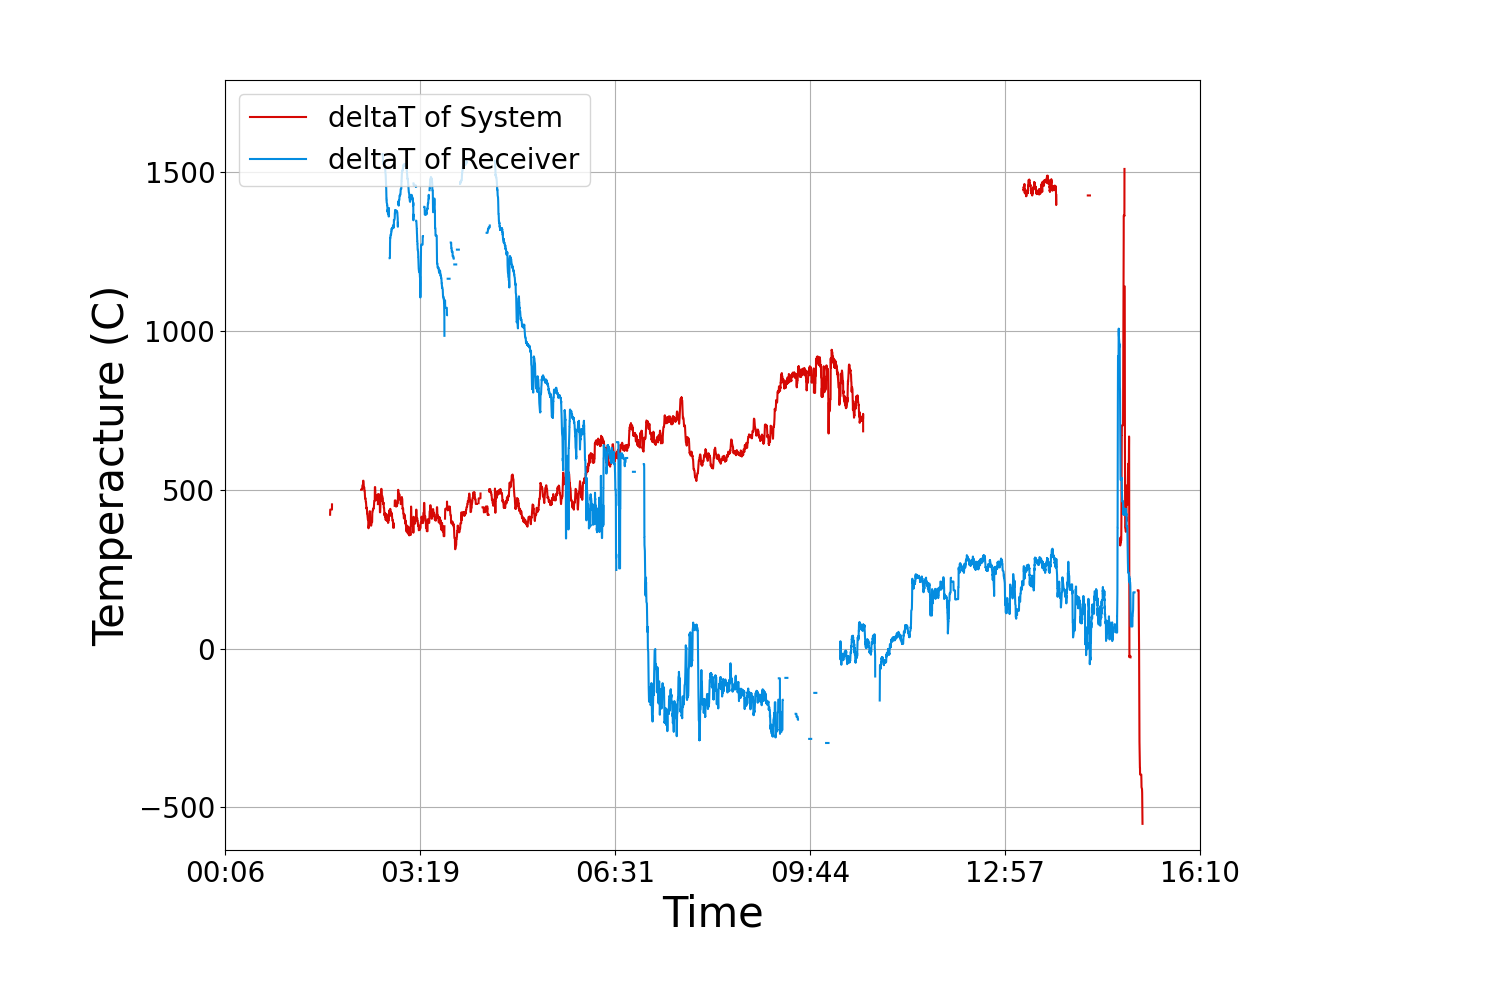 deltaT of System
deltaT of Receiver
1500
1000
500
0
−500
Temperacture (C)
00:06 03:19 06:31 09:44 12:57 16:10
Time